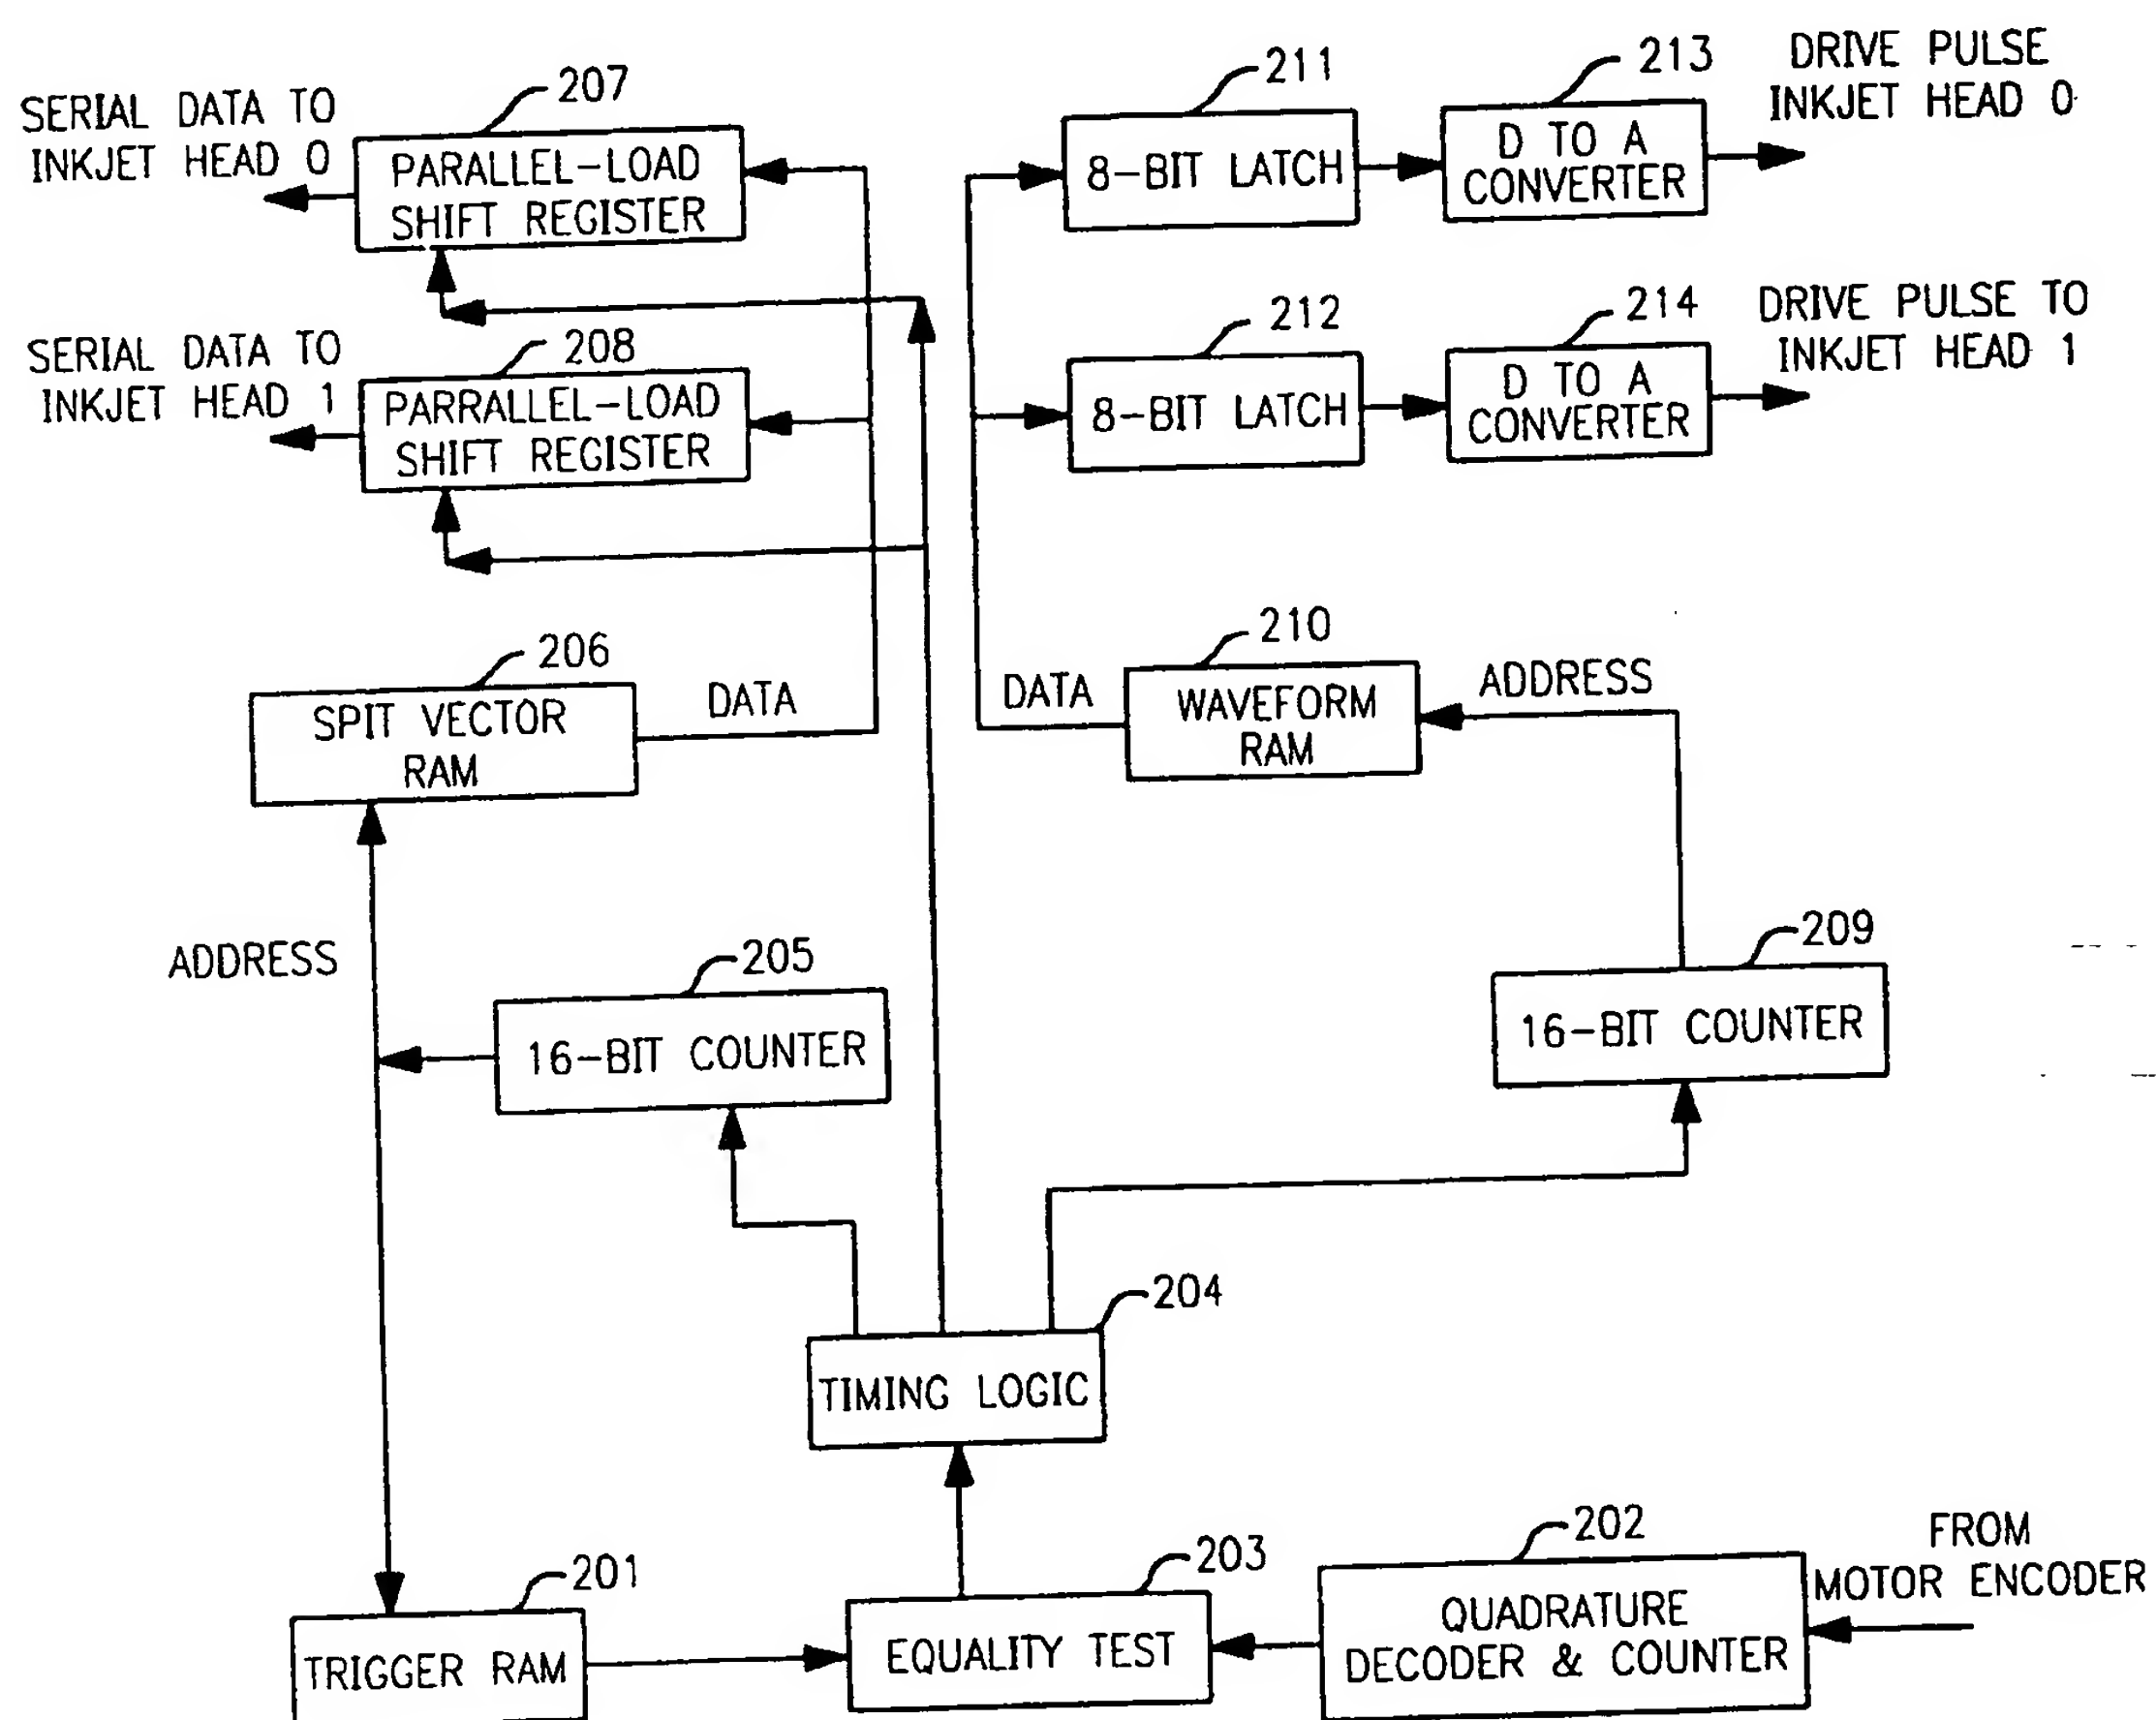 SERIAL DATA TO
INKJET HEAD 0
207
PARALLEL-LOAD
SHIFT REGISTER
211
8-BIT LATCH
213
D TO A
CONVERTER
DRIVE PULSE
INKJET HEAD 0
SERIAL DATA TO
INKJET HEAD 1
208
PARRALLEL-LOAD
SHIFT REGISTER
212
8-BIT LATCH
214
D TO A
CONVERTER
DRIVE PULSE TO
INKJET HEAD 1
206
SPIT VECTOR
RAM
DATA
DATA
210
WAVEFORM
RAM
ADDRESS
ADDRESS
205
16-BIT COUNTER
209
16-BIT COUNTER
204
TIMING LOGIC
201
TRIGGER RAM
203
EQUALITY TEST
202
QUADRATURE
DECODER & COUNTER
FROM
MOTOR ENCODER